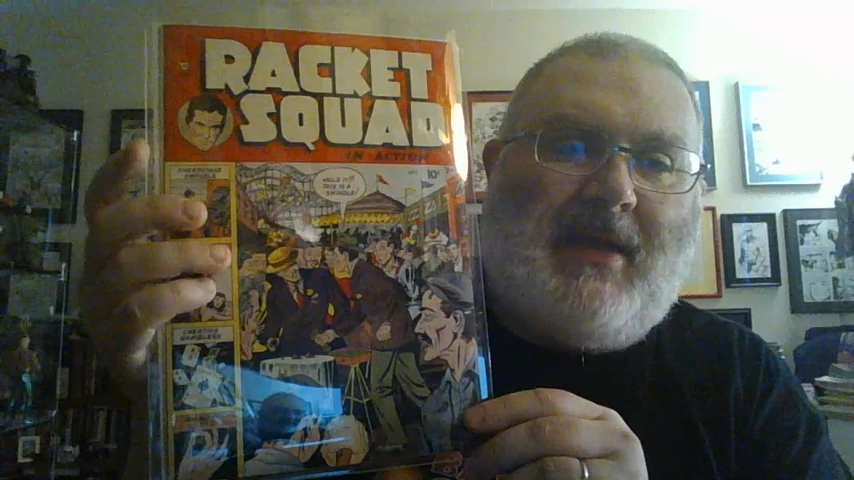 RACKET
SQUAD
IN ACTION
10¢
HOLD IT!!
THIS IS A
SWINDLE!
CHEATING
GAMBLERS